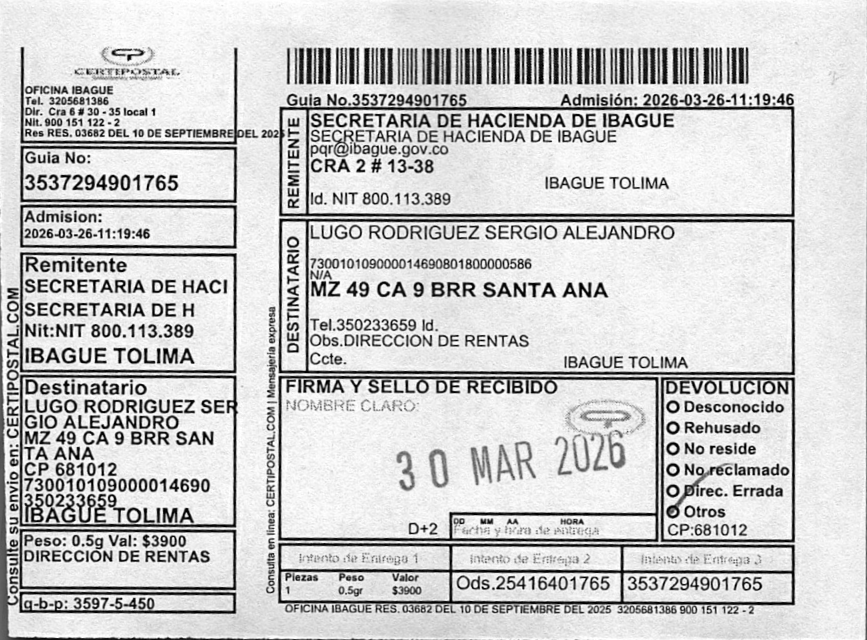 CERTIPOSTAL
OFICINA IBAGUE
Tel. 3205681386
Dir. Cra 6 # 30 - 35 local 1
Nit. 900 151 122 - 2
Res RES. 03682 DEL 10 DE SEPTIEMBRE DEL 202
Guia No:
3537294901765
Admision:
2026-03-26-11:19:46
Remitente
SECRETARIA DE HACI
SECRETARIA DE H
Nit:NIT 800.113.389
IBAGUE TOLIMA
Destinatario
LUGO RODRIGUEZ SER
GIO ALEJANDRO
MZ 49 CA 9 BRR SAN
TA ANA
CP 681012
730010109000014690
350233659
IBAGUE TOLIMA
Peso: 0.5g Val: $3900
DIRECCIÓN DE RENTAS
q-b-p: 3597-5-450
Consulte su envio en: CERTIPOSTAL.COM
Guia No.3537294901765
Admisión: 2026-03-26-11:19:46
REMITENTE
SECRETARIA DE HACIENDA DE IBAGUE
SECRETARIA DE HACIENDA DE IBAGUE
pqr@ibague.gov.co
CRA 2 # 13-38
IBAGUE TOLIMA
Id. NIT 800.113.389
DESTINATARIO
LUGO RODRIGUEZ SERGIO ALEJANDRO
730010109000014690801800000586
N/A
MZ 49 CA 9 BRR SANTA ANA
Tel.350233659 Id.
Obs.DIRECCION DE RENTAS
Ccte.
IBAGUE TOLIMA
Consulta en línea: CERTIPOSTAL.COM | Mensajería expresa
FIRMA Y SELLO DE RECIBIDO
NOMBRE CLARO:
30 MAR 2026
D+2
DD MM AA HORA
Fecha y hora de entrega
DEVOLUCION
Desconocido
Rehusado
No reside
No reclamado
Direc. Errada
Otros
CP:681012
Intento de Entrega 1
Intento de Entrega 2
Intento de Entrega 3
Piezas Peso Valor
1 0.5gr $3900
Ods.25416401765
3537294901765
OFICINA IBAGUE RES. 03682 DEL 10 DE SEPTIEMBRE DEL 2025 3205681386 900 151 122 - 2